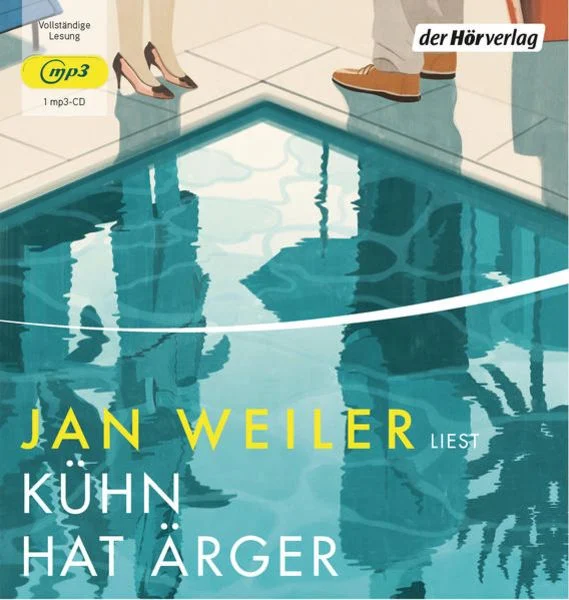 Vollständige
Lesung
mp3
1 mp3-CD
der Hörverlag
JAN WEILER LIEST
KÜHN
HAT ÄRGER